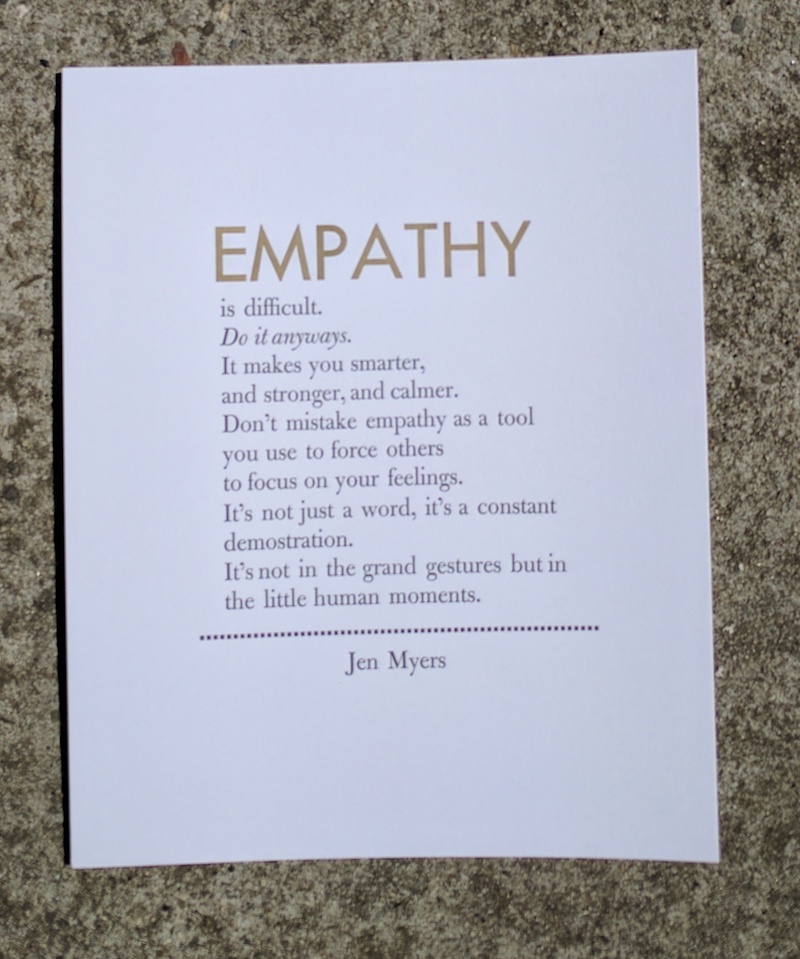 EMPATHY
is difficult.
Do it anyways.
It makes you smarter,
and stronger, and calmer.
Don't mistake empathy as a tool
you use to force others
to focus on your feelings.
It's not just a word, it's a constant
demostration.
It's not in the grand gestures but in
the little human moments.
Jen Myers